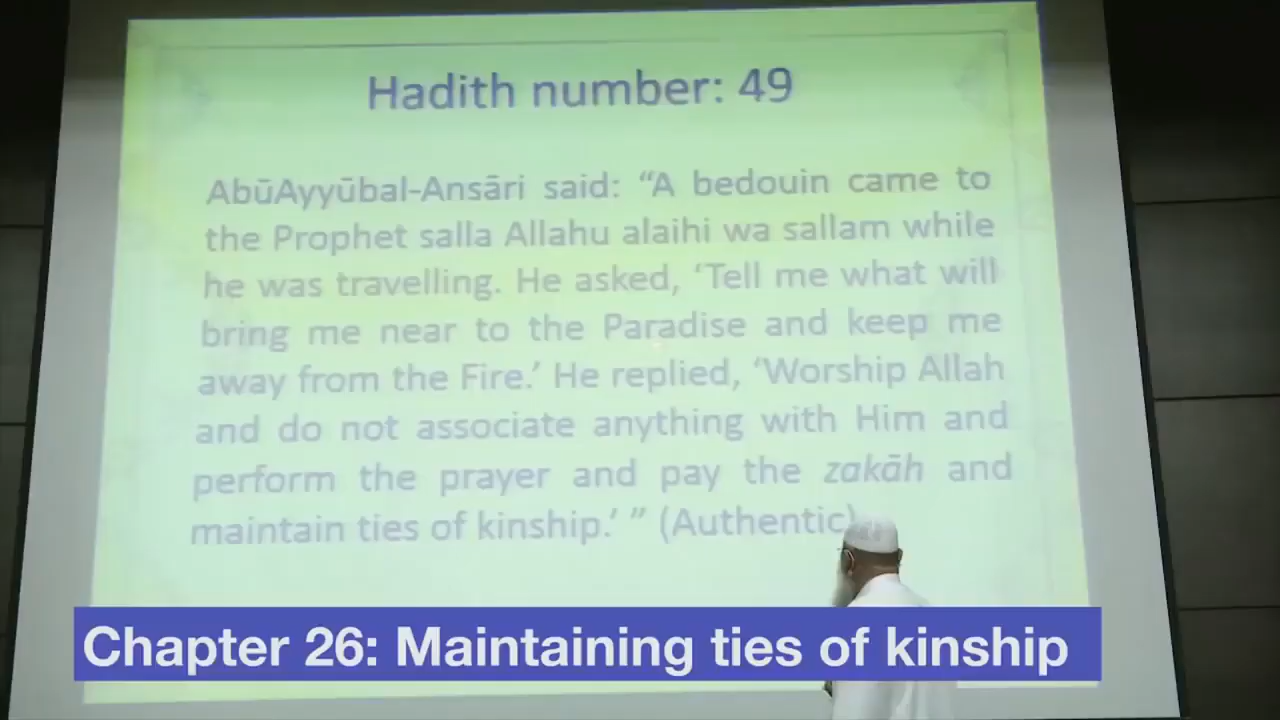 Hadith number: 49
AbūAyyūbal-Ansāri said: “A bedouin came to
the Prophet salla Allahu alaihi wa sallam while
he was travelling. He asked, ‘Tell me what will
bring me near to the Paradise and keep me
away from the Fire.’ He replied, ‘Worship Allah
and do not associate anything with Him and
perform the prayer and pay the zakāh and
maintain ties of kinship.’ ” (Authentic)
Chapter 26: Maintaining ties of kinship